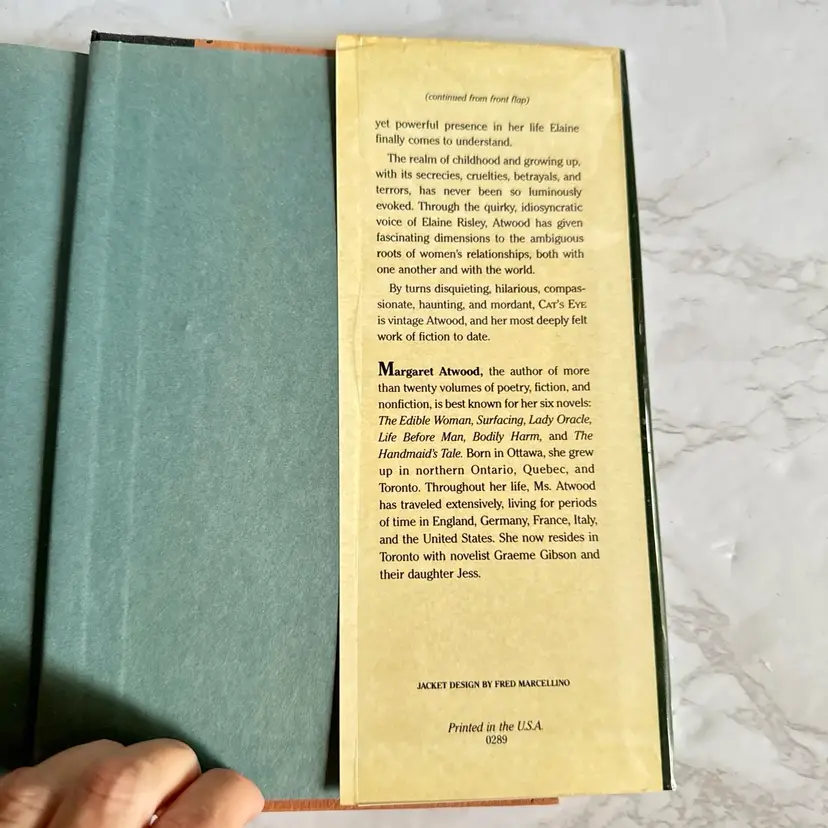 (continued from front flap)
yet powerful presence in her life Elaine
finally comes to understand.
The realm of childhood and growing up,
with its secrecies, cruelties, betrayals, and
terrors, has never been so luminously
evoked. Through the quirky, idiosyncratic
voice of Elaine Risley, Atwood has given
fascinating dimensions to the ambiguous
roots of women's relationships, both with
one another and with the world.
By turns disquieting, hilarious, compas-
sionate, haunting, and mordant, CAT'S EYE
is vintage Atwood, and her most deeply felt
work of fiction to date.
Margaret Atwood, the author of more
than twenty volumes of poetry, fiction, and
nonfiction, is best known for her six novels:
The Edible Woman, Surfacing, Lady Oracle,
Life Before Man, Bodily Harm, and The
Handmaid's Tale. Born in Ottawa, she grew
up in northern Ontario, Quebec, and
Toronto. Throughout her life, Ms. Atwood
has traveled extensively, living for periods
of time in England, Germany, France, Italy,
and the United States. She now resides in
Toronto with novelist Graeme Gibson and
their daughter Jess.
JACKET DESIGN BY FRED MARCELLINO
Printed in the U.S.A.
0289